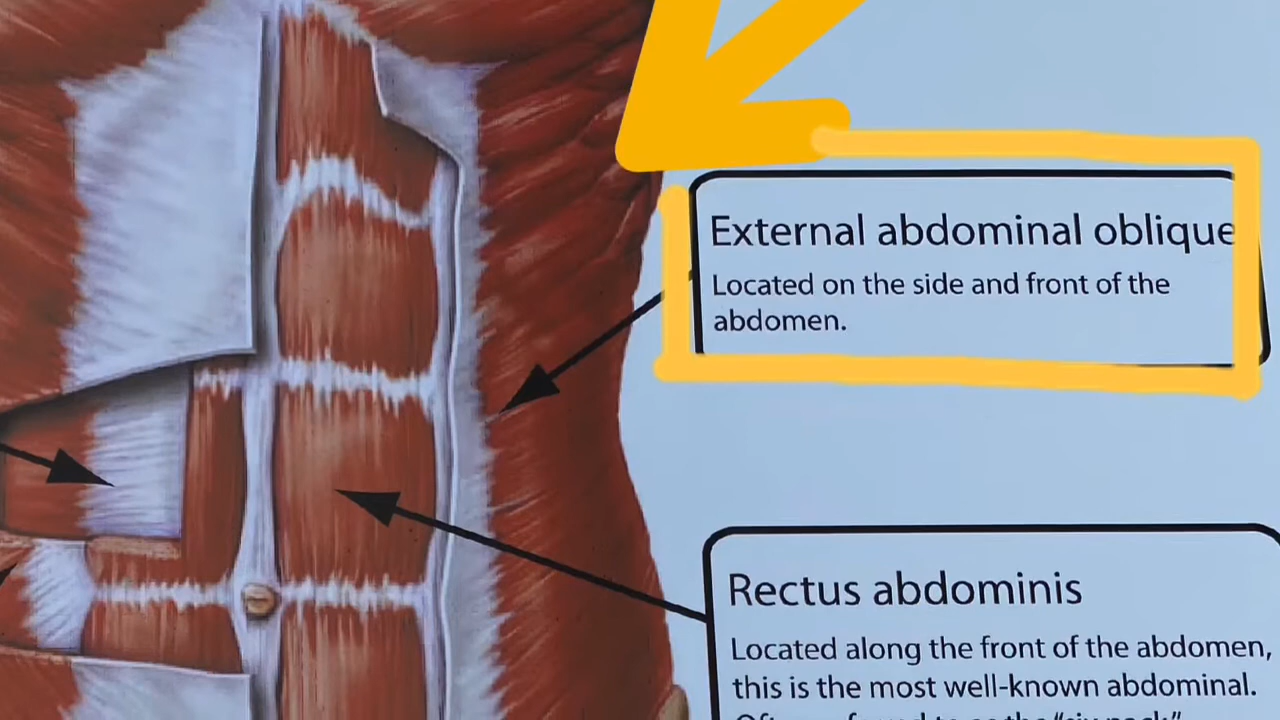 External abdominal oblique
Located on the side and front of the
abdomen.
Rectus abdominis
Located along the front of the abdomen,
this is the most well-known abdominal.